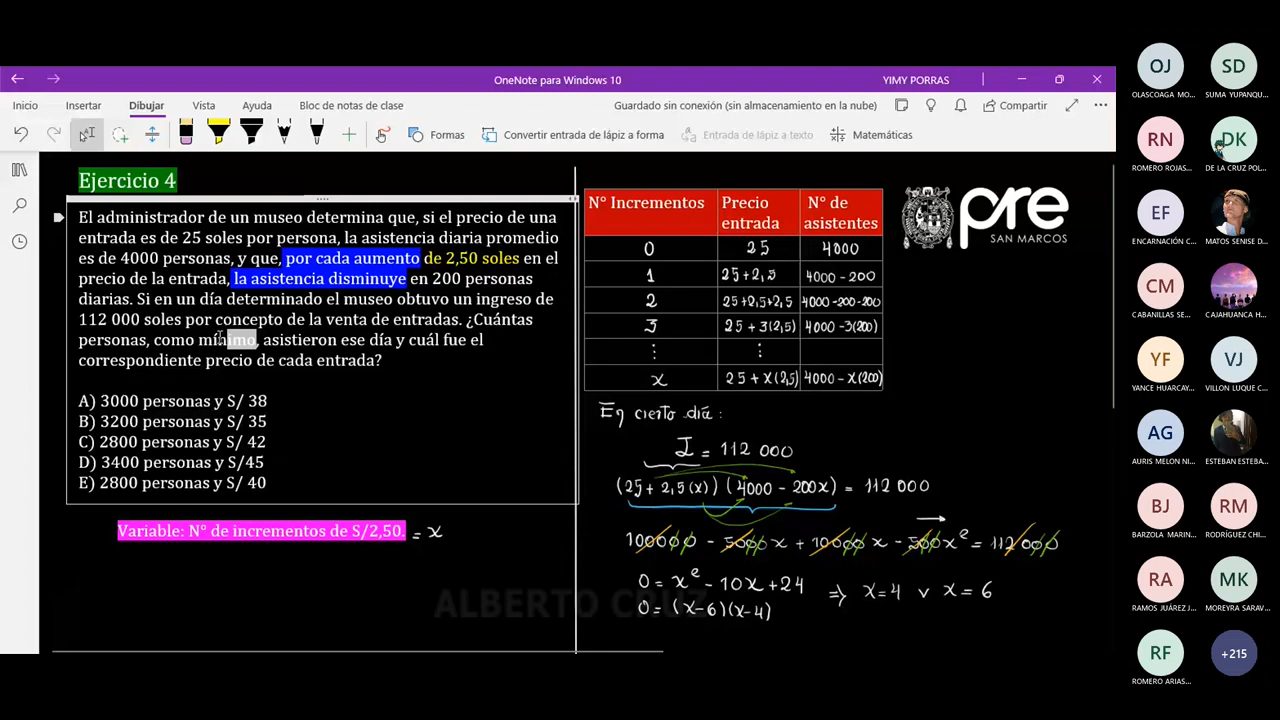 OneNote para Windows 10
YIMY PORRAS
Inicio Insertar Dibujar Vista Ayuda Bloc de notas de clase
Guardado sin conexión (sin almacenamiento en la nube)
Compartir
Formas
Convertir entrada de lápiz a forma
Entrada de lápiz a texto
Matemáticas
Ejercicio 4
El administrador de un museo determina que, si el precio de una
entrada es de 25 soles por persona, la asistencia diaria promedio
es de 4000 personas, y que, por cada aumento de 2,50 soles en el
precio de la entrada, la asistencia disminuye en 200 personas
diarias. Si en un día determinado el museo obtuvo un ingreso de
112 000 soles por concepto de la venta de entradas. ¿Cuántas
personas, como mínimo, asistieron ese día y cuál fue el
correspondiente precio de cada entrada?
A) 3000 personas y S/ 38
B) 3200 personas y S/ 35
C) 2800 personas y S/ 42
D) 3400 personas y S/45
E) 2800 personas y S/ 40
Variable: N° de incrementos de S/2,50. = x
N° Incrementos Precio entrada N° de asistentes
0 25 4000
1 25+2,5 4000-200
2 25+2,5+2,5 4000-200-200
3 25+3(2,5) 4000-3(200)
⋮ ⋮
x 25+x(2,5) 4000-x(200)
En cierto día:
I = 112 000
(25+2,5(x))(4000-200x) = 112 000
100000 - 5000x + 10000x - 500x² = 112 000
0 = x² - 10x + 24 ⇒ x=4 v x=6
0 = (x-6)(x-4)
ALBERTO CRUZ
pre
SAN MARCOS
OJ SD
OLASCOAGA MO... SUMA YUPANQU...
RN DK
ROMERO ROJAS... DE LA CRUZ POL...
EF
ENCARNACIÓN C... MATOS SENISE D...
CM
CABANILLAS SE... CAJAHUANCA H...
YF VJ
YANCE HUARCAY... VILLON LUQUE C...
AG
AURIS MELON NI... ESTEBAN ESTEBA...
BJ RM
BARZOLA MARIN... RODRÍGUEZ CHI...
RA MK
RAMOS JUÁREZ J... MOREYRA SARAV...
RF +215
ROMERO ARIAS...